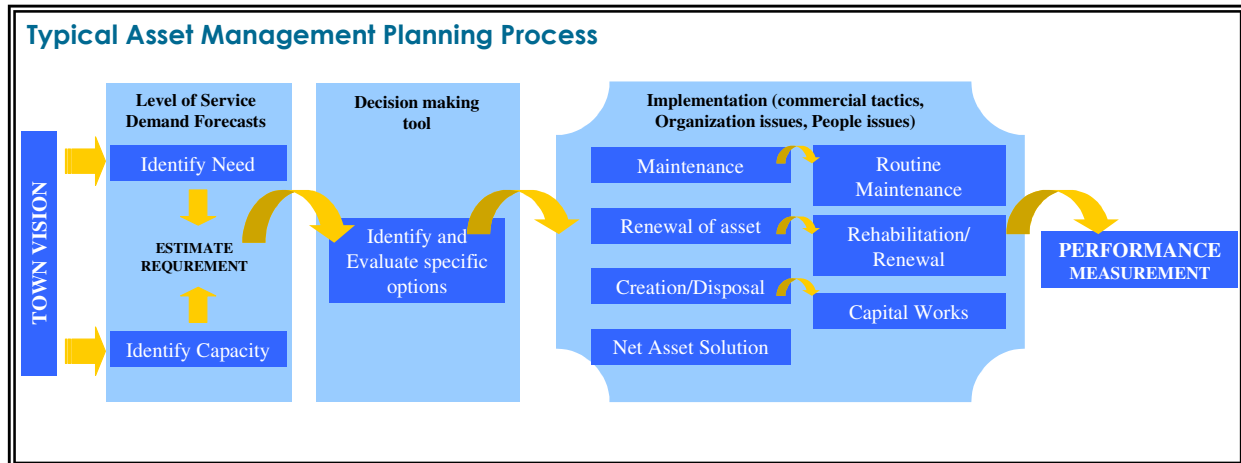 Typical Asset Management Planning Process
TOWN VISION
Level of Service
Demand Forecasts
Identify Need
ESTIMATE
REQUREMENT
Identify Capacity
Decision making
tool
Identify and
Evaluate specific
options
Implementation (commercial tactics,
Organization issues, People issues)
Maintenance
Renewal of asset
Creation/Disposal
Net Asset Solution
Routine
Maintenance
Rehabilitation/
Renewal
Capital Works
PERFORMANCE
MEASUREMENT